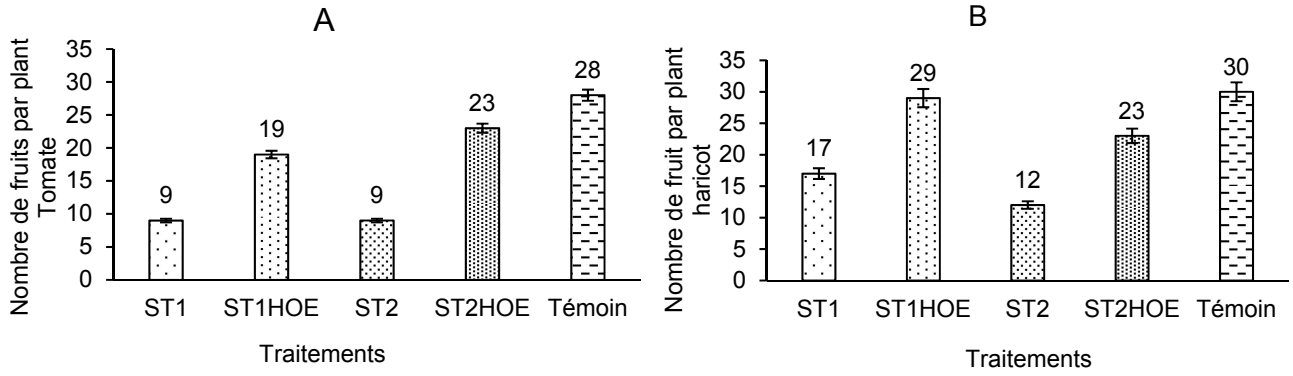 A
Nombre de fruits par plant
Tomate
35
30
25
20
15
10
5
0
9
19
9
23
28
ST1 ST1HOE ST2 ST2HOE Témoin
Traitements
B
Nombre de fruit par plant
haricot
35
30
25
20
15
10
5
0
17
29
12
23
30
ST1 ST1HOE ST2 ST2HOE Témoin
Traitements